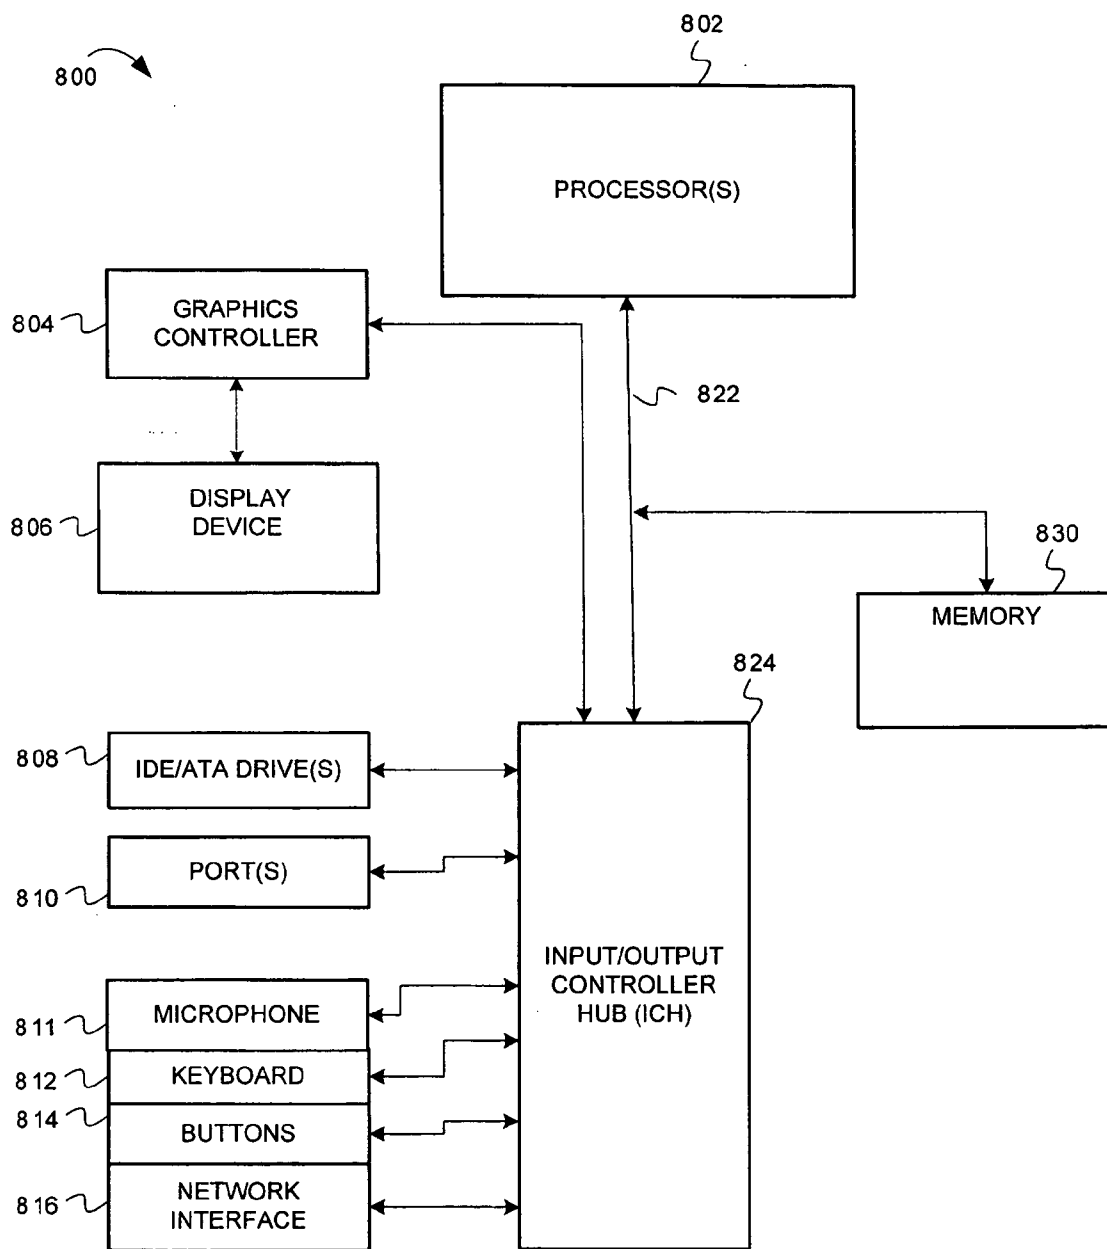 802
800
PROCESSOR(S)
GRAPHICS
CONTROLLER
804
822
DISPLAY
DEVICE
806
830
MEMORY
824
808
IDE/ATA DRIVE(S)
PORT(S)
810
INPUT/OUTPUT
CONTROLLER
HUB (ICH)
MICROPHONE
811
KEYBOARD
812
814
BUTTONS
NETWORK
INTERFACE
816